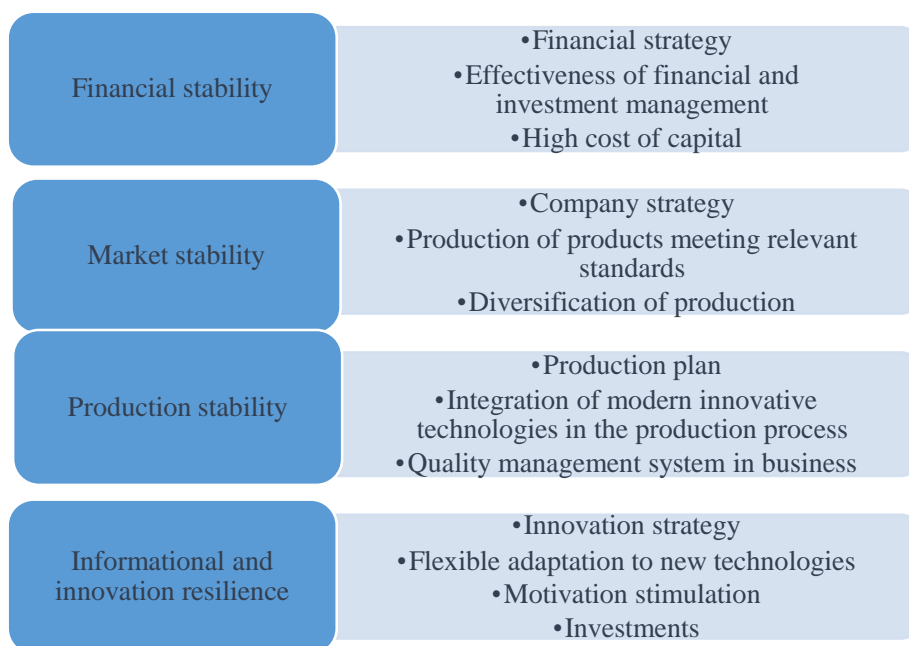 Financial stability
•Financial strategy
•Effectiveness of financial and
investment management
•High cost of capital
Market stability
•Company strategy
•Production of products meeting relevant
standards
•Diversification of production
Production stability
•Production plan
•Integration of modern innovative
technologies in the production process
•Quality management system in business
Informational and
innovation resilience
•Innovation strategy
•Flexible adaptation to new technologies
•Motivation stimulation
•Investments